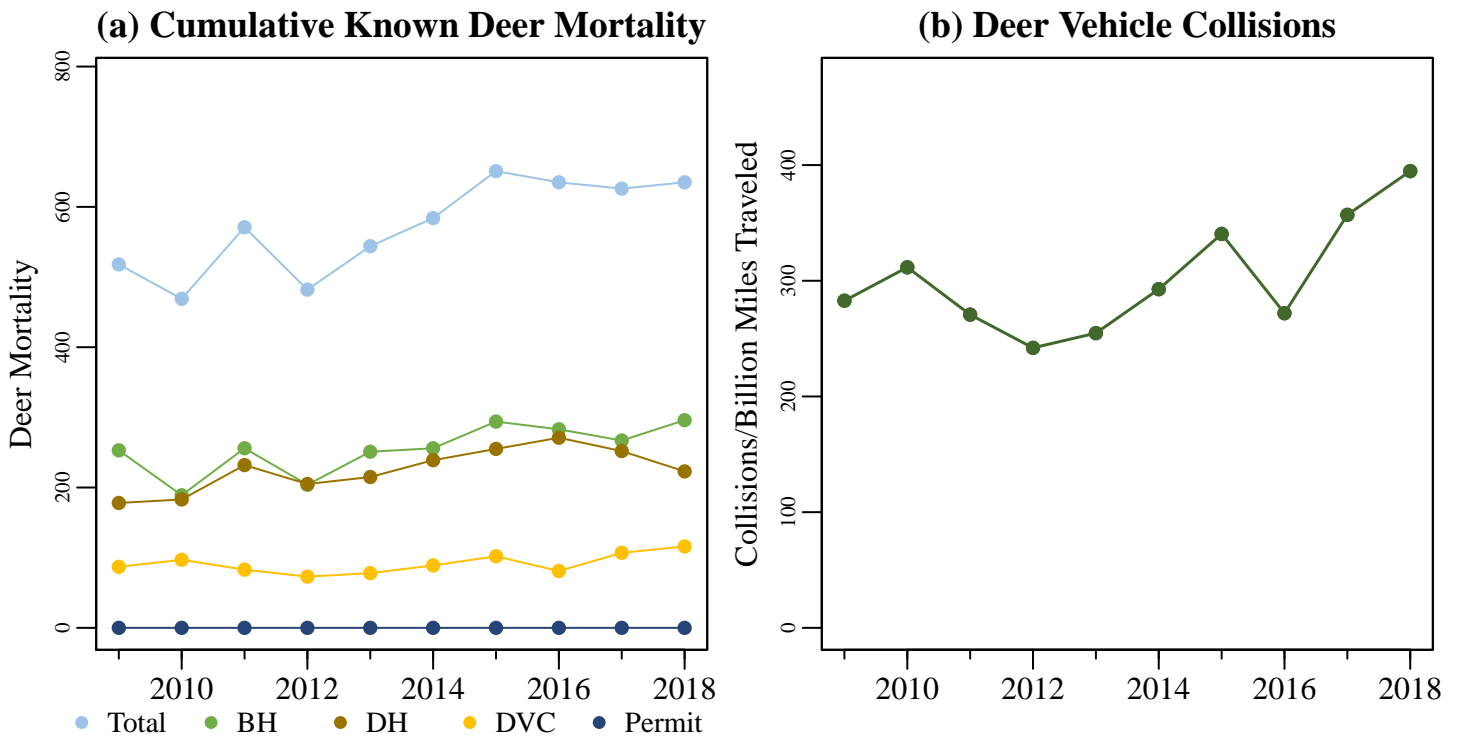 (a) Cumulative Known Deer Mortality
Deer Mortality
800
600
400
200
0
2010 2012 2014 2016 2018
Total BH DH DVC Permit
(b) Deer Vehicle Collisions
Collisions/Billion Miles Traveled
400
300
200
100
0
2010 2012 2014 2016 2018